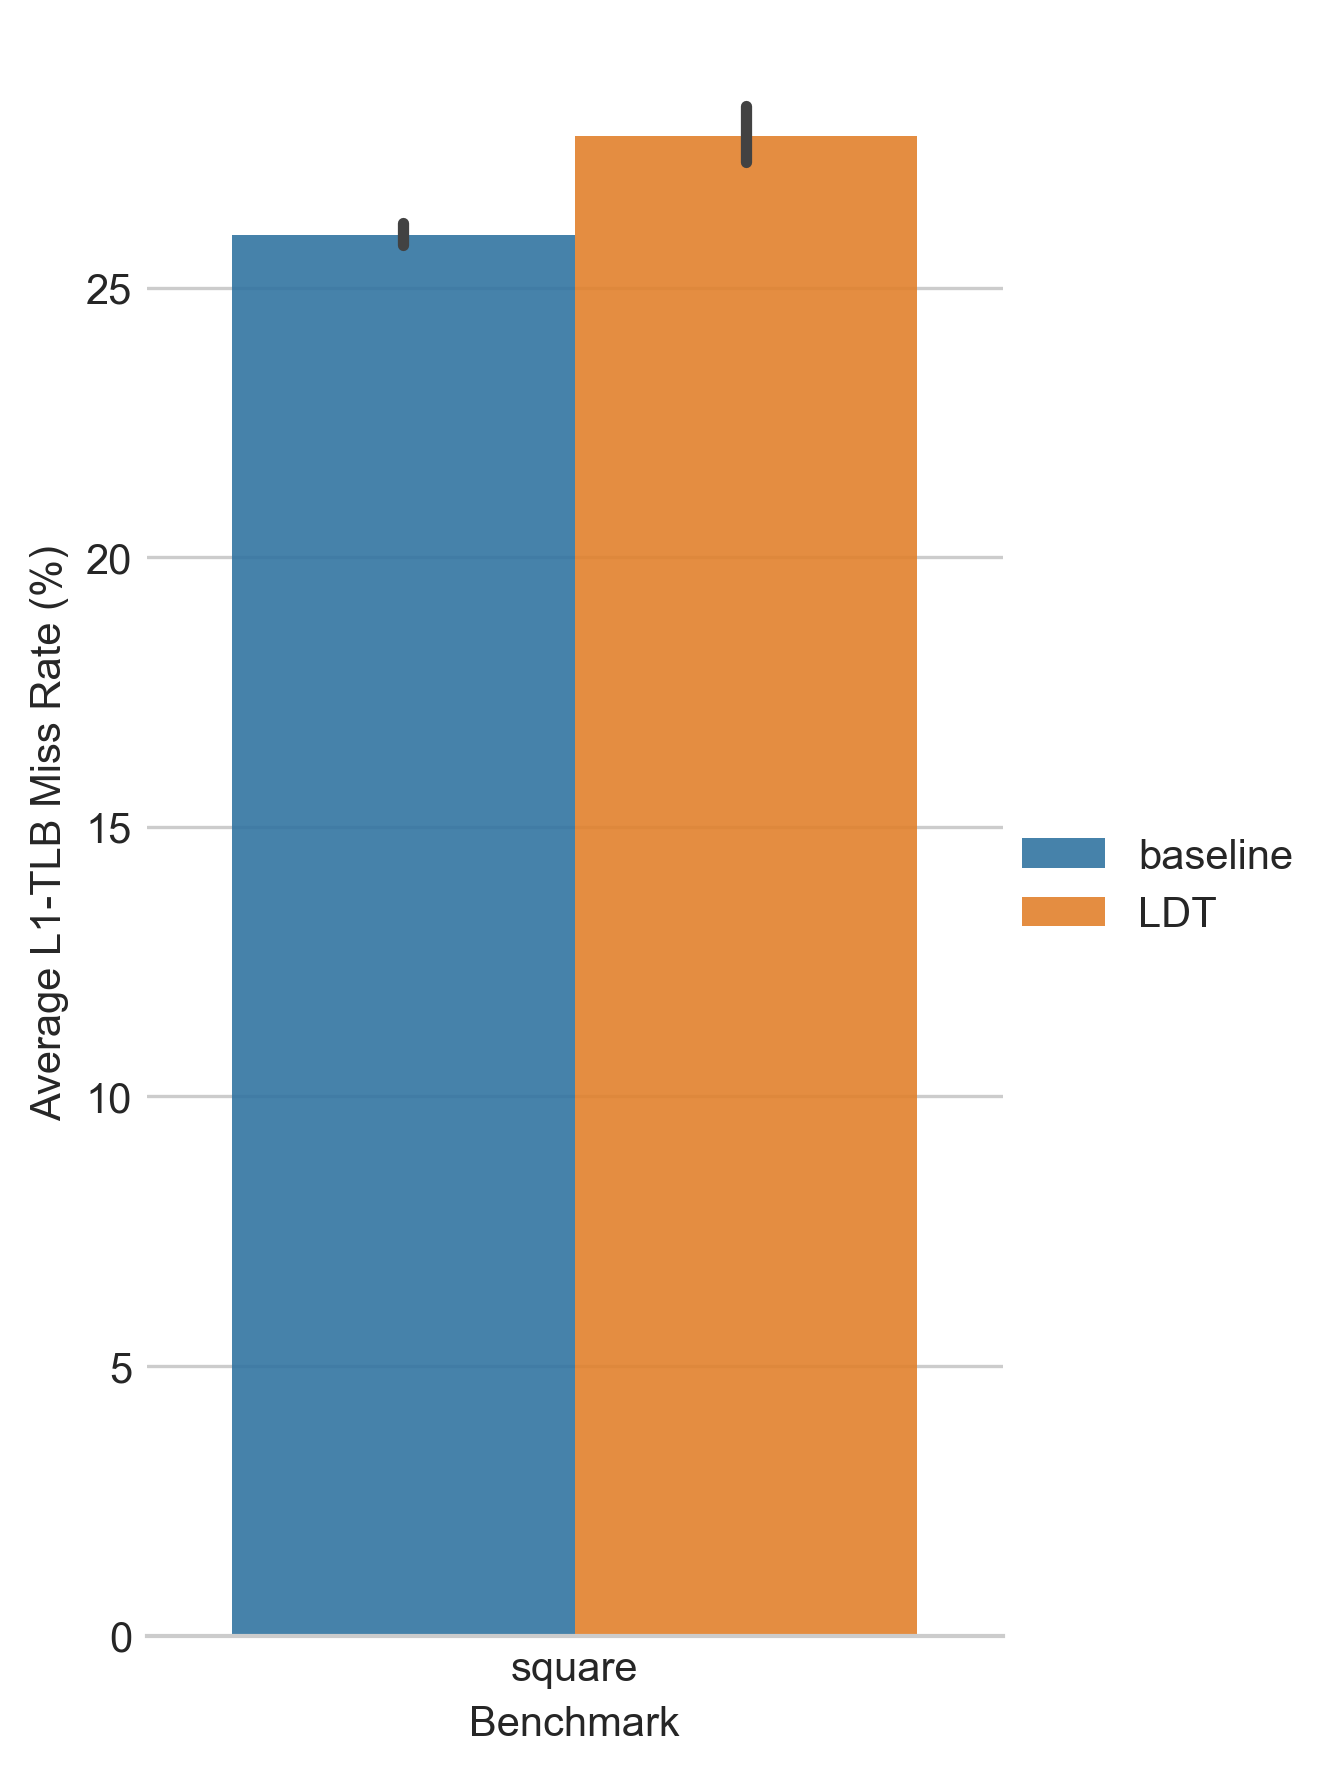 Average L1-TLB Miss Rate (%)
25
20
15
10
5
0
square
Benchmark
baseline
LDT